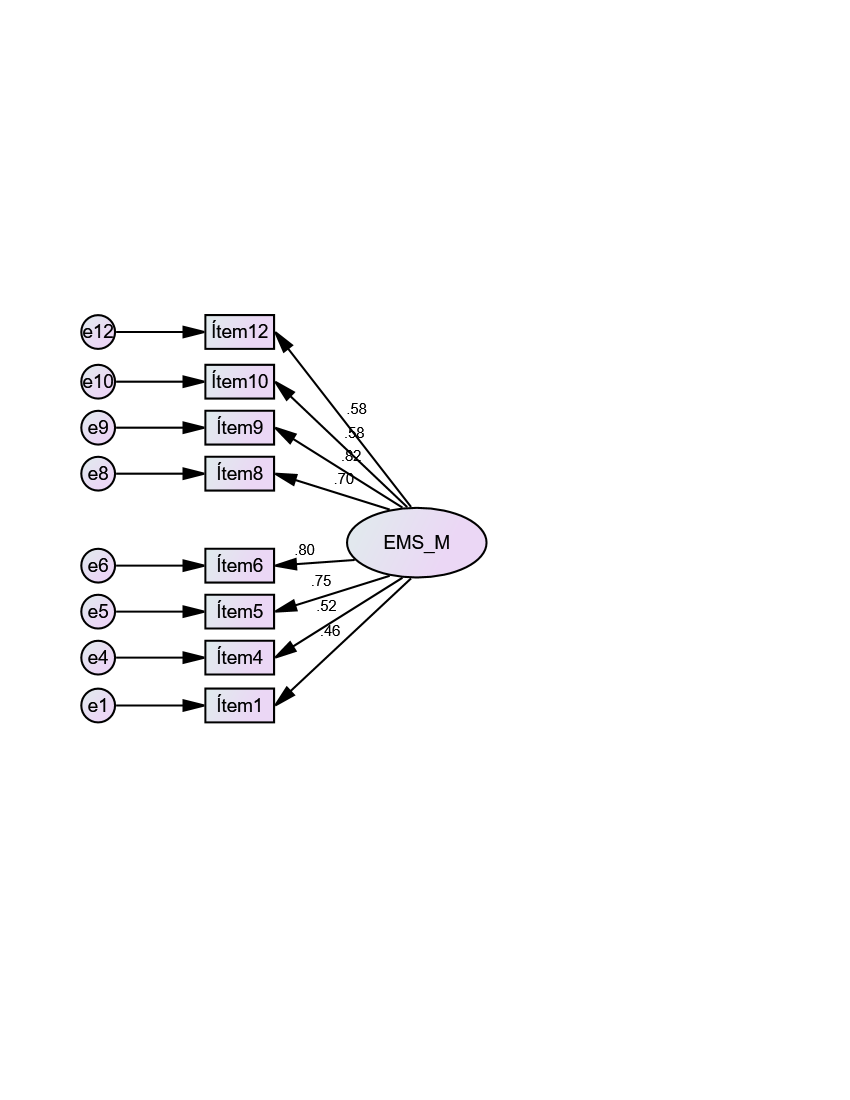 e12 Ítem12
e10 Ítem10
.58
e9 Ítem9
.58
.82
e8 Ítem8
.70
EMS_M
.80
e6 Ítem6
.75
e5 Ítem5
.52
.46
e4 Ítem4
e1 Ítem1